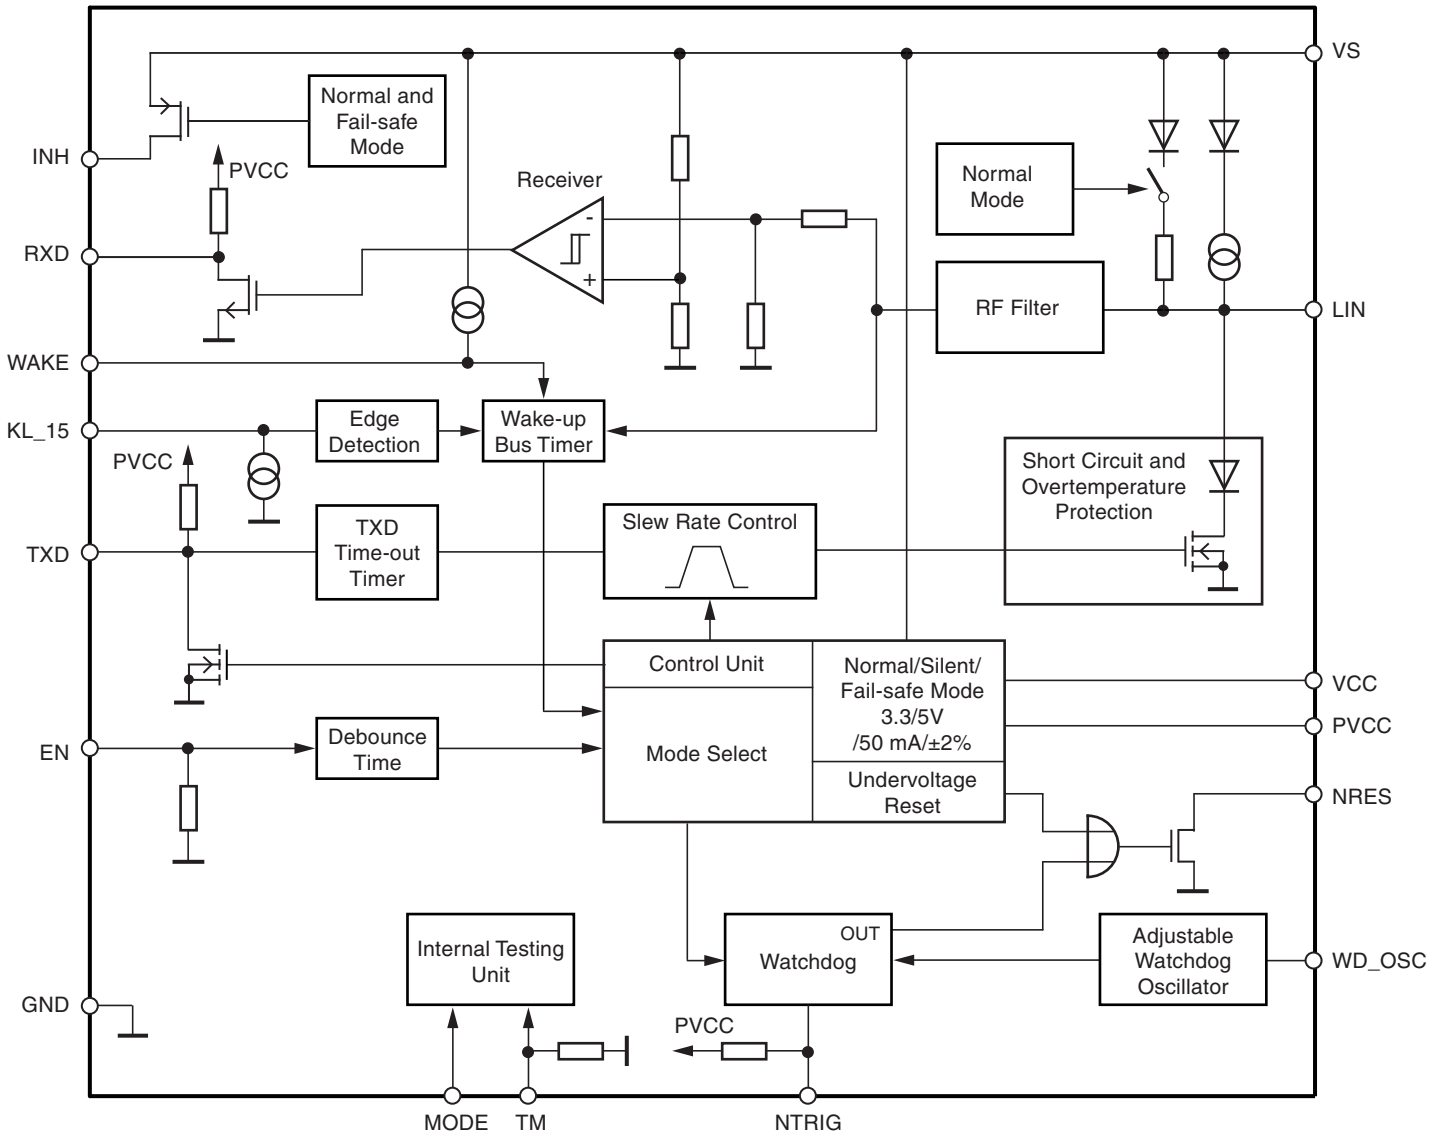 VS
Normal and
Fail-safe
Mode
INH
PVCC
Receiver
Normal
Mode
-
+
RXD
RF Filter
LIN
WAKE
KL_15
Edge
Detection
Wake-up
Bus Timer
PVCC
Short Circuit and
Overtemperature
Protection
TXD
TXD
Time-out
Timer
Slew Rate Control
Control Unit
Normal/Silent/
Fail-safe Mode
3.3/5V
/50 mA/±2%
VCC
PVCC
EN
Debounce
Time
Mode Select
Undervoltage
Reset
NRES
Internal Testing
Unit
OUT
Watchdog
Adjustable
Watchdog
Oscillator
WD_OSC
GND
PVCC
MODE
TM
NTRIG